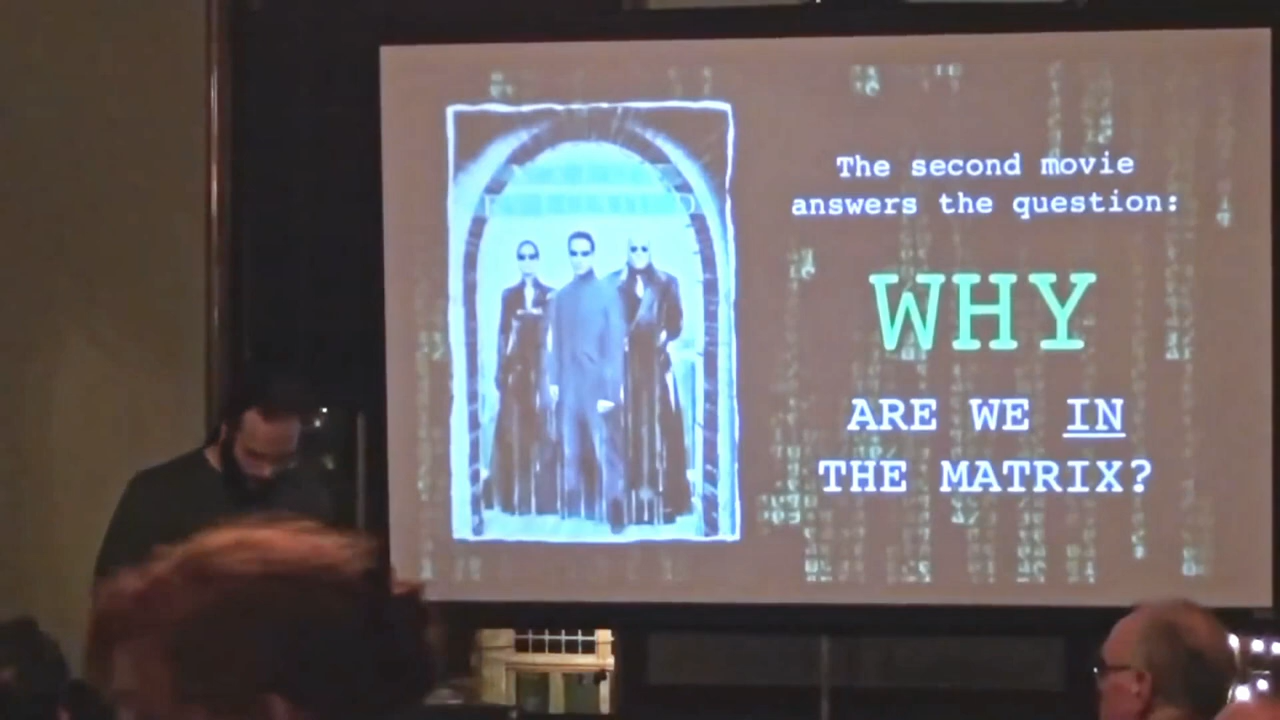 The second movie
answers the question:
WHY
ARE WE IN
THE MATRIX?